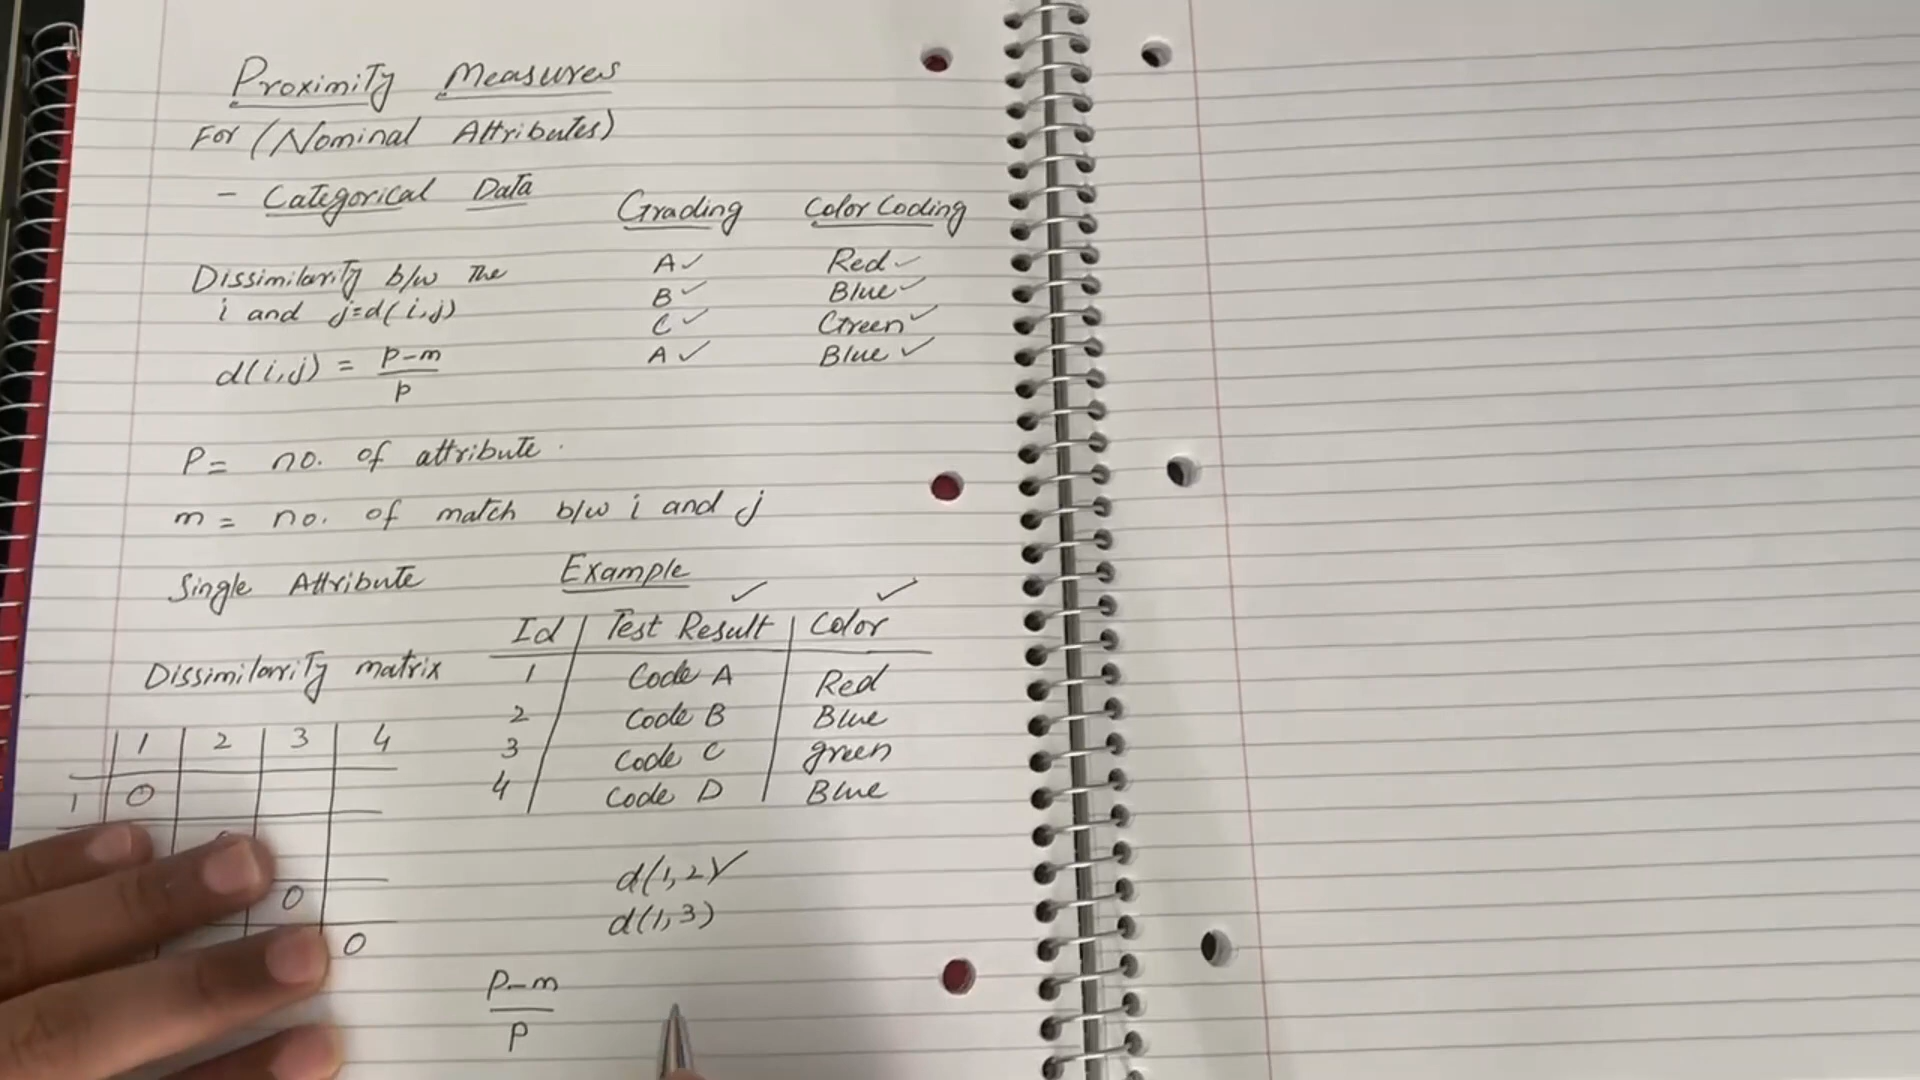 Proximity Measures
For (Nominal Attributes)
- Categorical Data
Grading Color Coding
A✓ Red✓
B✓ Blue✓
C✓ Green✓
A✓ Blue✓
Dissimilarity b/w the
i and j=d(i,j)
d(i,j) = p-m
p
P= no. of attribute.
m= no. of match b/w i and j
Single Attribute
Example
✓ ✓
Id Test Result Color
1 Code A Red
2 Code B Blue
3 Code C green
4 Code D Blue
Dissimilarity matrix
1 2 3 4
1 0
0
0
d(1,2)✓
d(1,3)
P-m
P